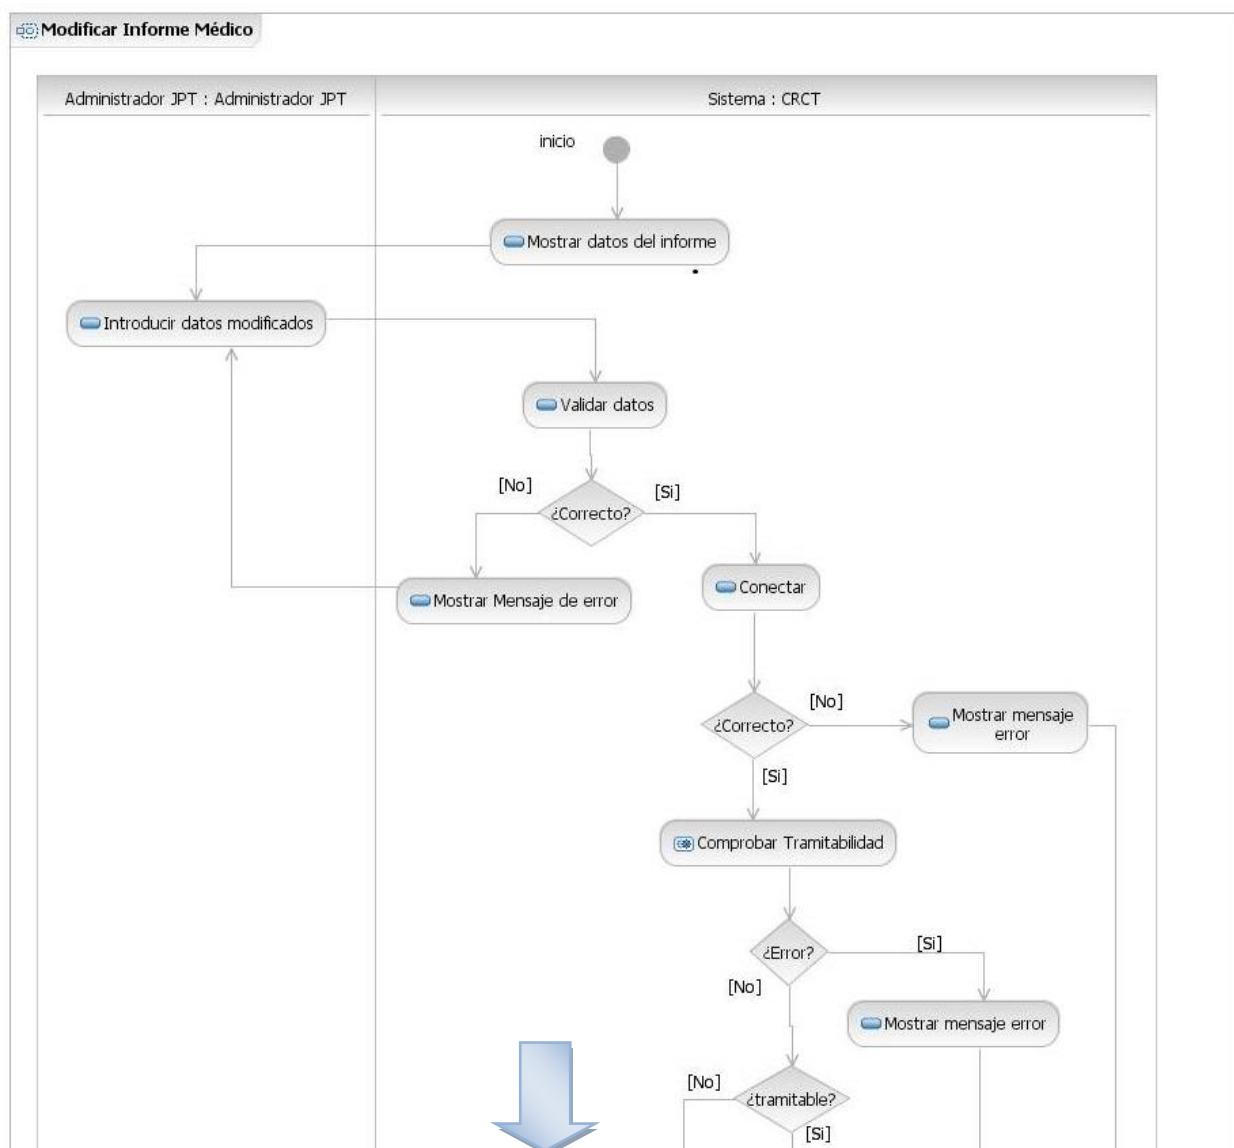 Modificar Informe Médico
Administrador JPT : Administrador JPT
Sistema : CRCT
inicio
Mostrar datos del informe
Introducir datos modificados
Validar datos
[No]
[Si]
¿Correcto?
Conectar
Mostrar Mensaje de error
[No]
Mostrar mensaje
error
¿Correcto?
[Si]
Comprobar Tramitabilidad
[Si]
¿Error?
[No]
Mostrar mensaje error
[No]
¿tramitable?
[Si]